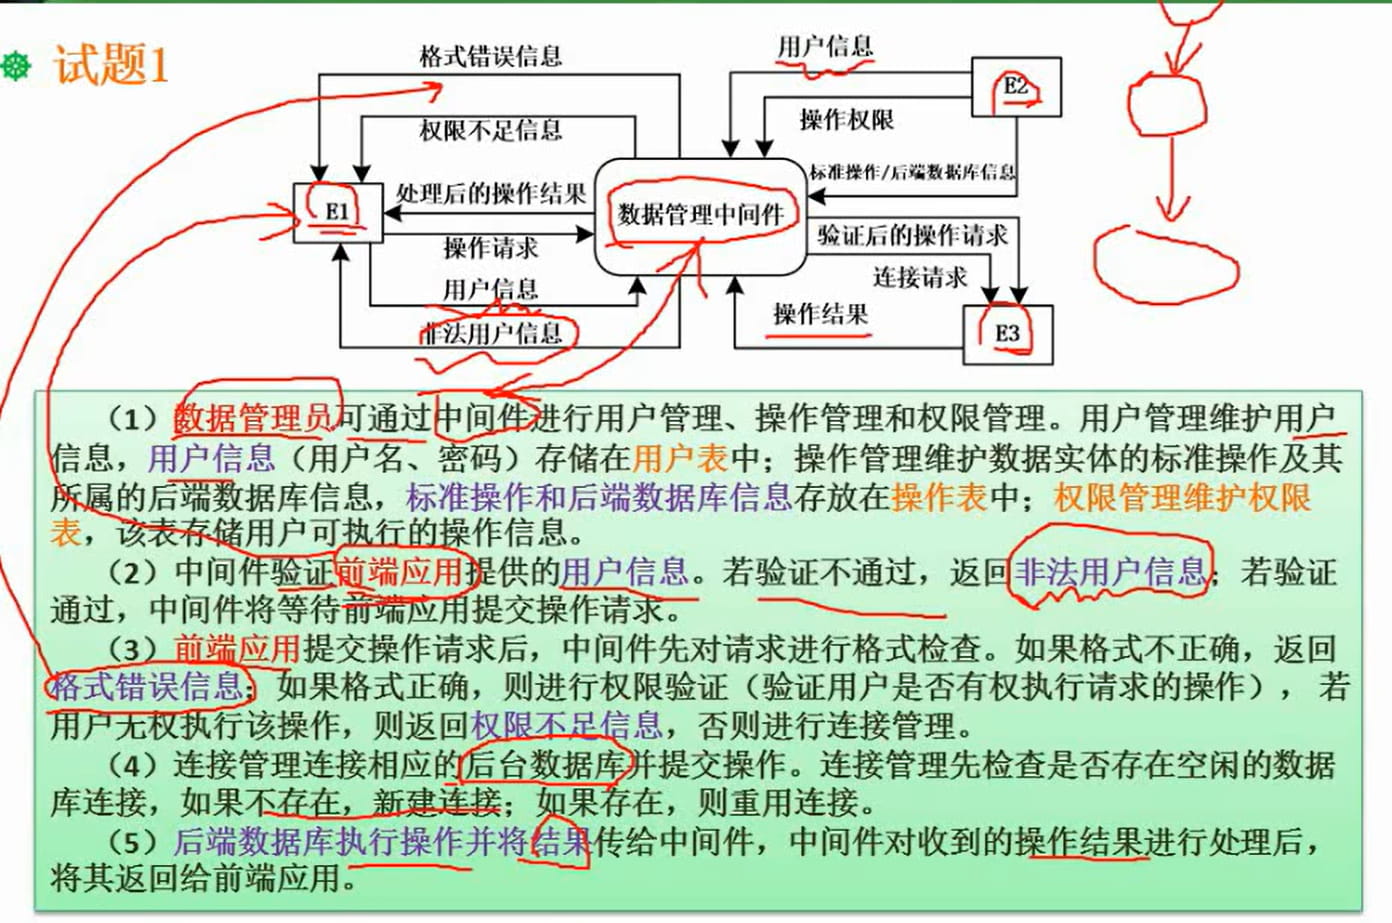 试题1
格式错误信息
用户信息
E2
操作权限
权限不足信息
标准操作/后端数据库信息
处理后的操作结果
E1
数据管理中间件
验证后的操作请求
操作请求
连接请求
用户信息
操作结果
非法用户信息
E3
（1）数据管理员可通过中间件进行用户管理、操作管理和权限管理。用户管理维护用户
信息，用户信息（用户名、密码）存储在用户表中；操作管理维护数据实体的标准操作及其
所属的后端数据库信息，标准操作和后端数据库信息存放在操作表中；权限管理维护权限
表，该表存储用户可执行的操作信息。
（2）中间件验证前端应用提供的用户信息。若验证不通过，返回非法用户信息；若验证
通过，中间件将等待前端应用提交操作请求。
（3）前端应用提交操作请求后，中间件先对请求进行格式检查。如果格式不正确，返回
格式错误信息；如果格式正确，则进行权限验证（验证用户是否有权执行请求的操作），若
用户无权执行该操作，则返回权限不足信息，否则进行连接管理。
（4）连接管理连接相应的后台数据库并提交操作。连接管理先检查是否存在空闲的数据
库连接，如果不存在，新建连接；如果存在，则重用连接。
（5）后端数据库执行操作并将结果传给中间件，中间件对收到的操作结果进行处理后，
将其返回给前端应用。